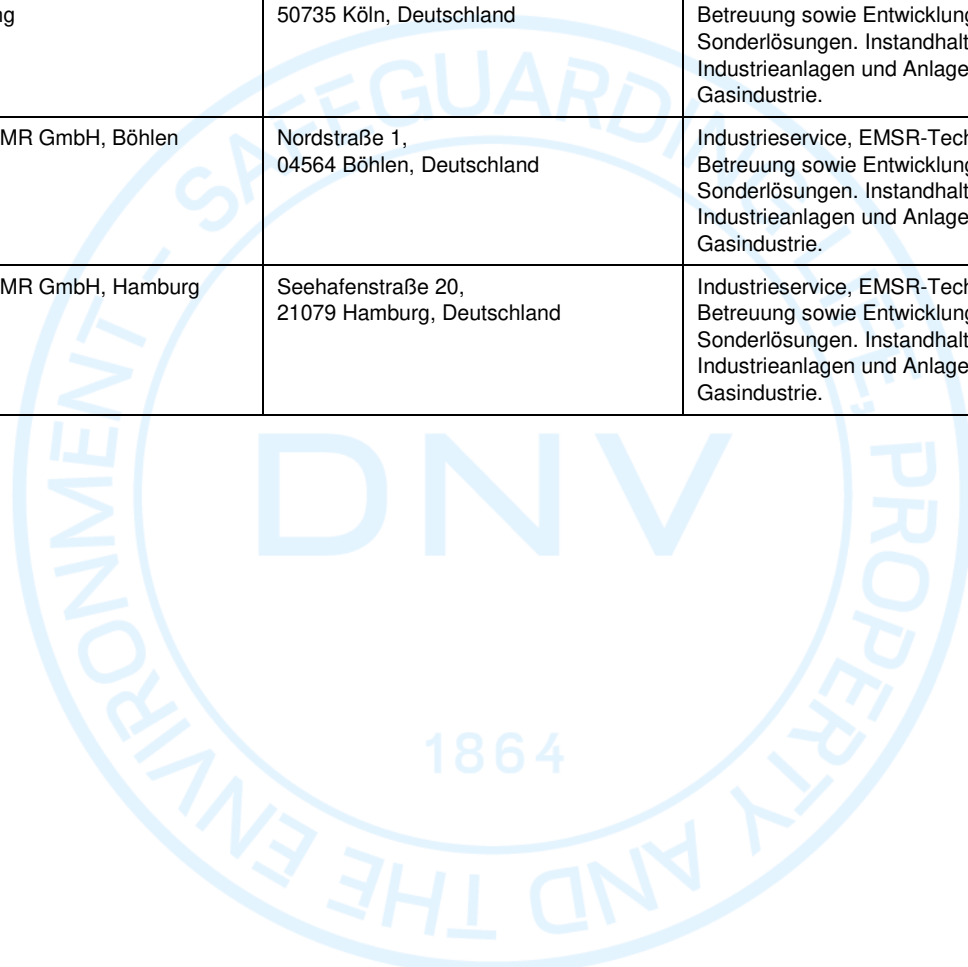 ng
50735 Köln, Deutschland
Betreuung sowie Entwicklung
Sonderlösungen. Instandhalt
Industrieanlagen und Anlage
Gasindustrie.
MR GmbH, Böhlen
Nordstraße 1,
04564 Böhlen, Deutschland
Industrieservice, EMSR-Tech
Betreuung sowie Entwicklung
Sonderlösungen. Instandhalt
Industrieanlagen und Anlage
Gasindustrie.
MR GmbH, Hamburg
Seehafenstraße 20,
21079 Hamburg, Deutschland
Industrieservice, EMSR-Tech
Betreuung sowie Entwicklung
Sonderlösungen. Instandhalt
Industrieanlagen und Anlage
Gasindustrie.
SAFEGUARDING LIFE, PROPERTY AND THE ENVIRONMENT –
DNV
1864